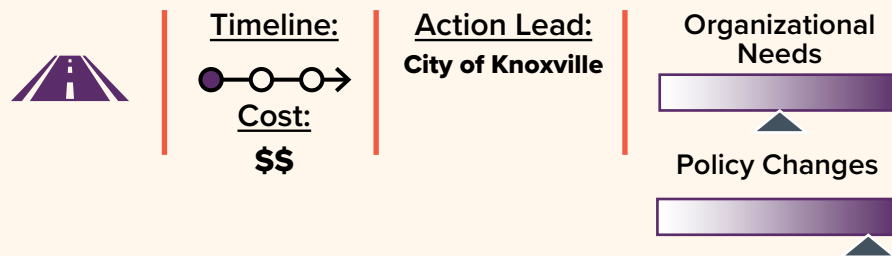 Timeline:
Cost:
$$
Action Lead:
City of Knoxville
Organizational
Needs
Policy Changes